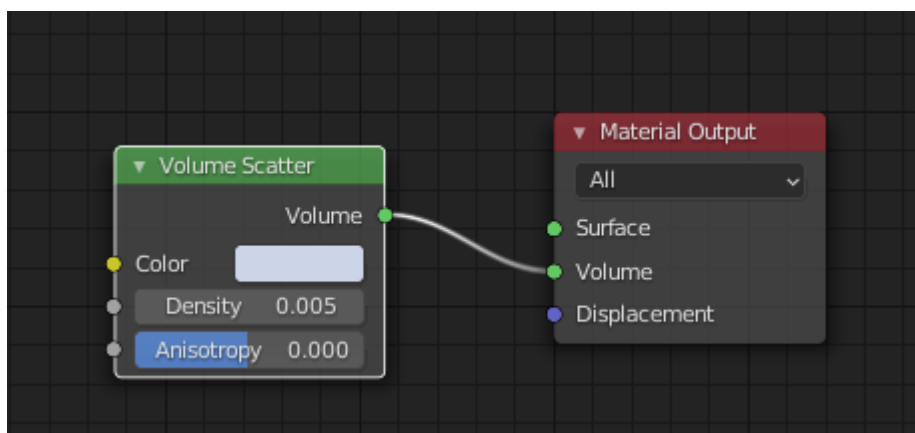 Volume Scatter
Volume
Color
Density 0.005
Anisotropy 0.000
Material Output
All
Surface
Volume
Displacement